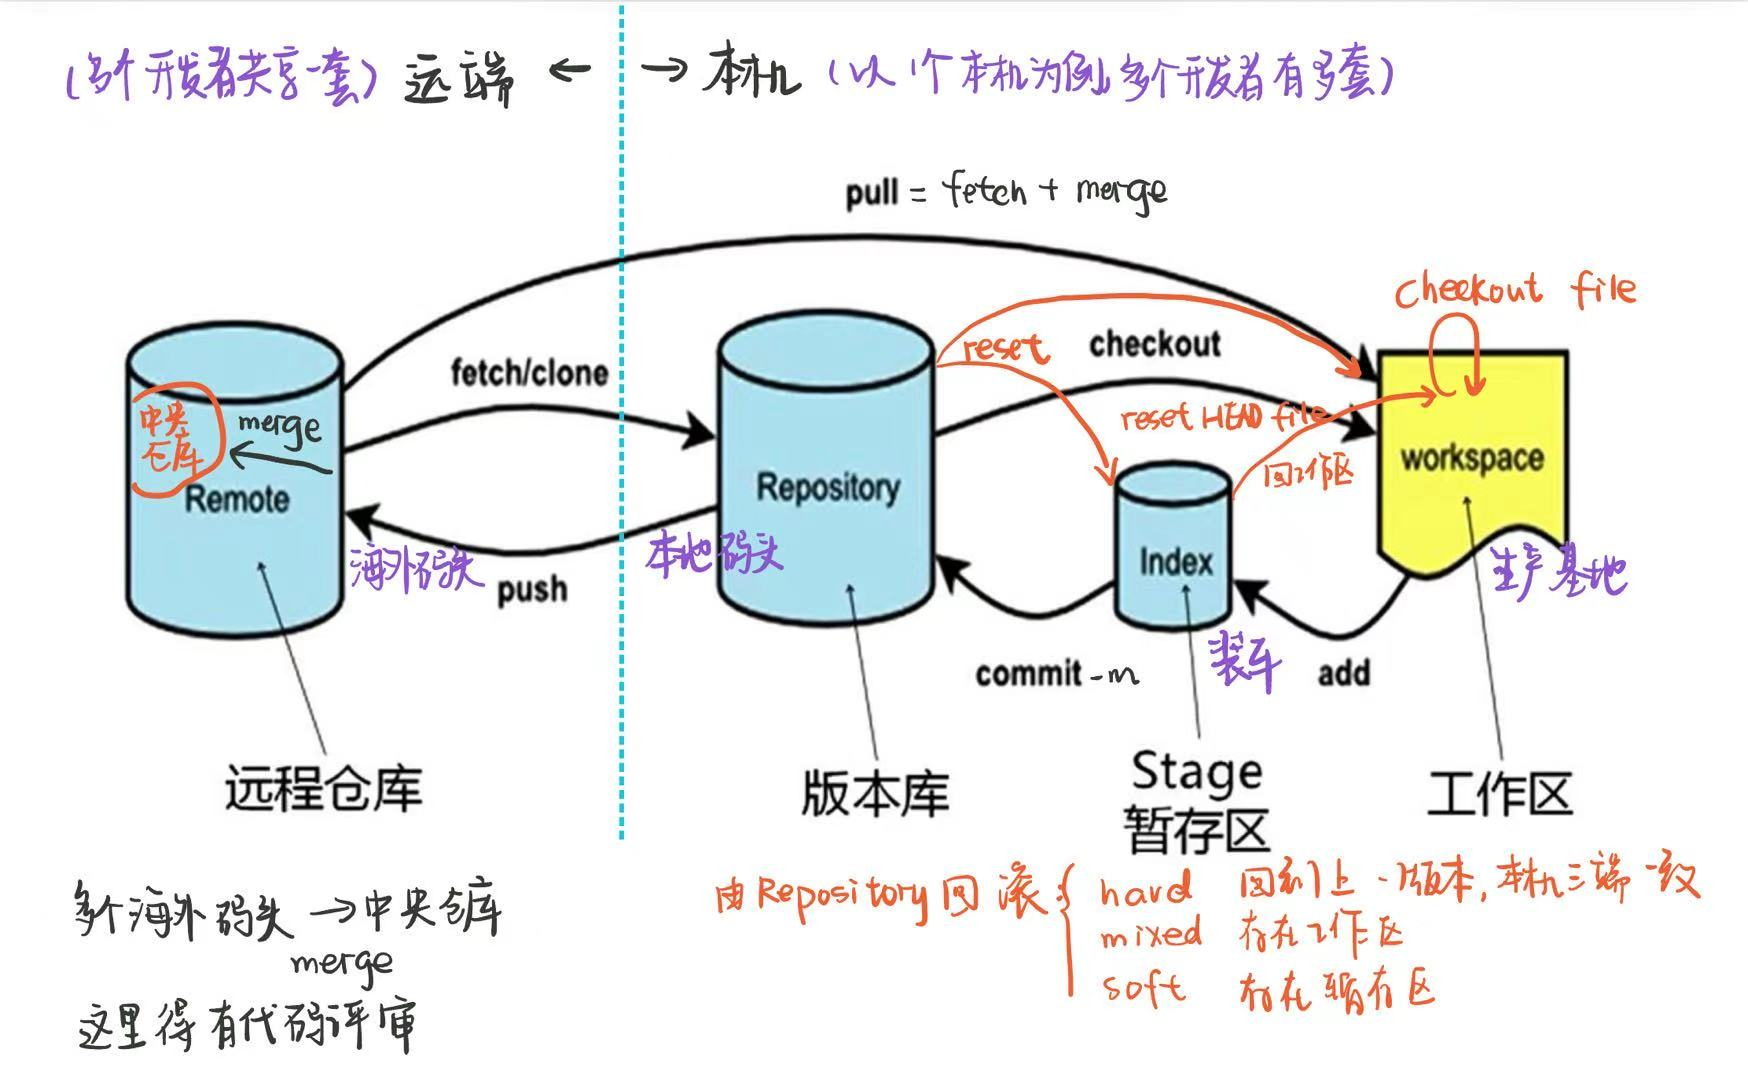 (多个开发者共享一套) 远端 ← → 本机 (以1个本机为例, 多个开发者有多套)
pull = fetch + merge
checkout file
fetch/clone
reset
checkout
中央
仓库
merge
reset HEAD file
回工作区
workspace
Remote
Repository
Index
海外码头
本地码头
生产基地
push
commit -m
装车
add
远程仓库
版本库
Stage
暂存区
工作区
多个海外码头 → 中央仓库
merge
这里得有代码评审
由Repository回滚:
hard 回到上一版本, 本机三端一致
mixed 存在工作区
soft 存在暂存区